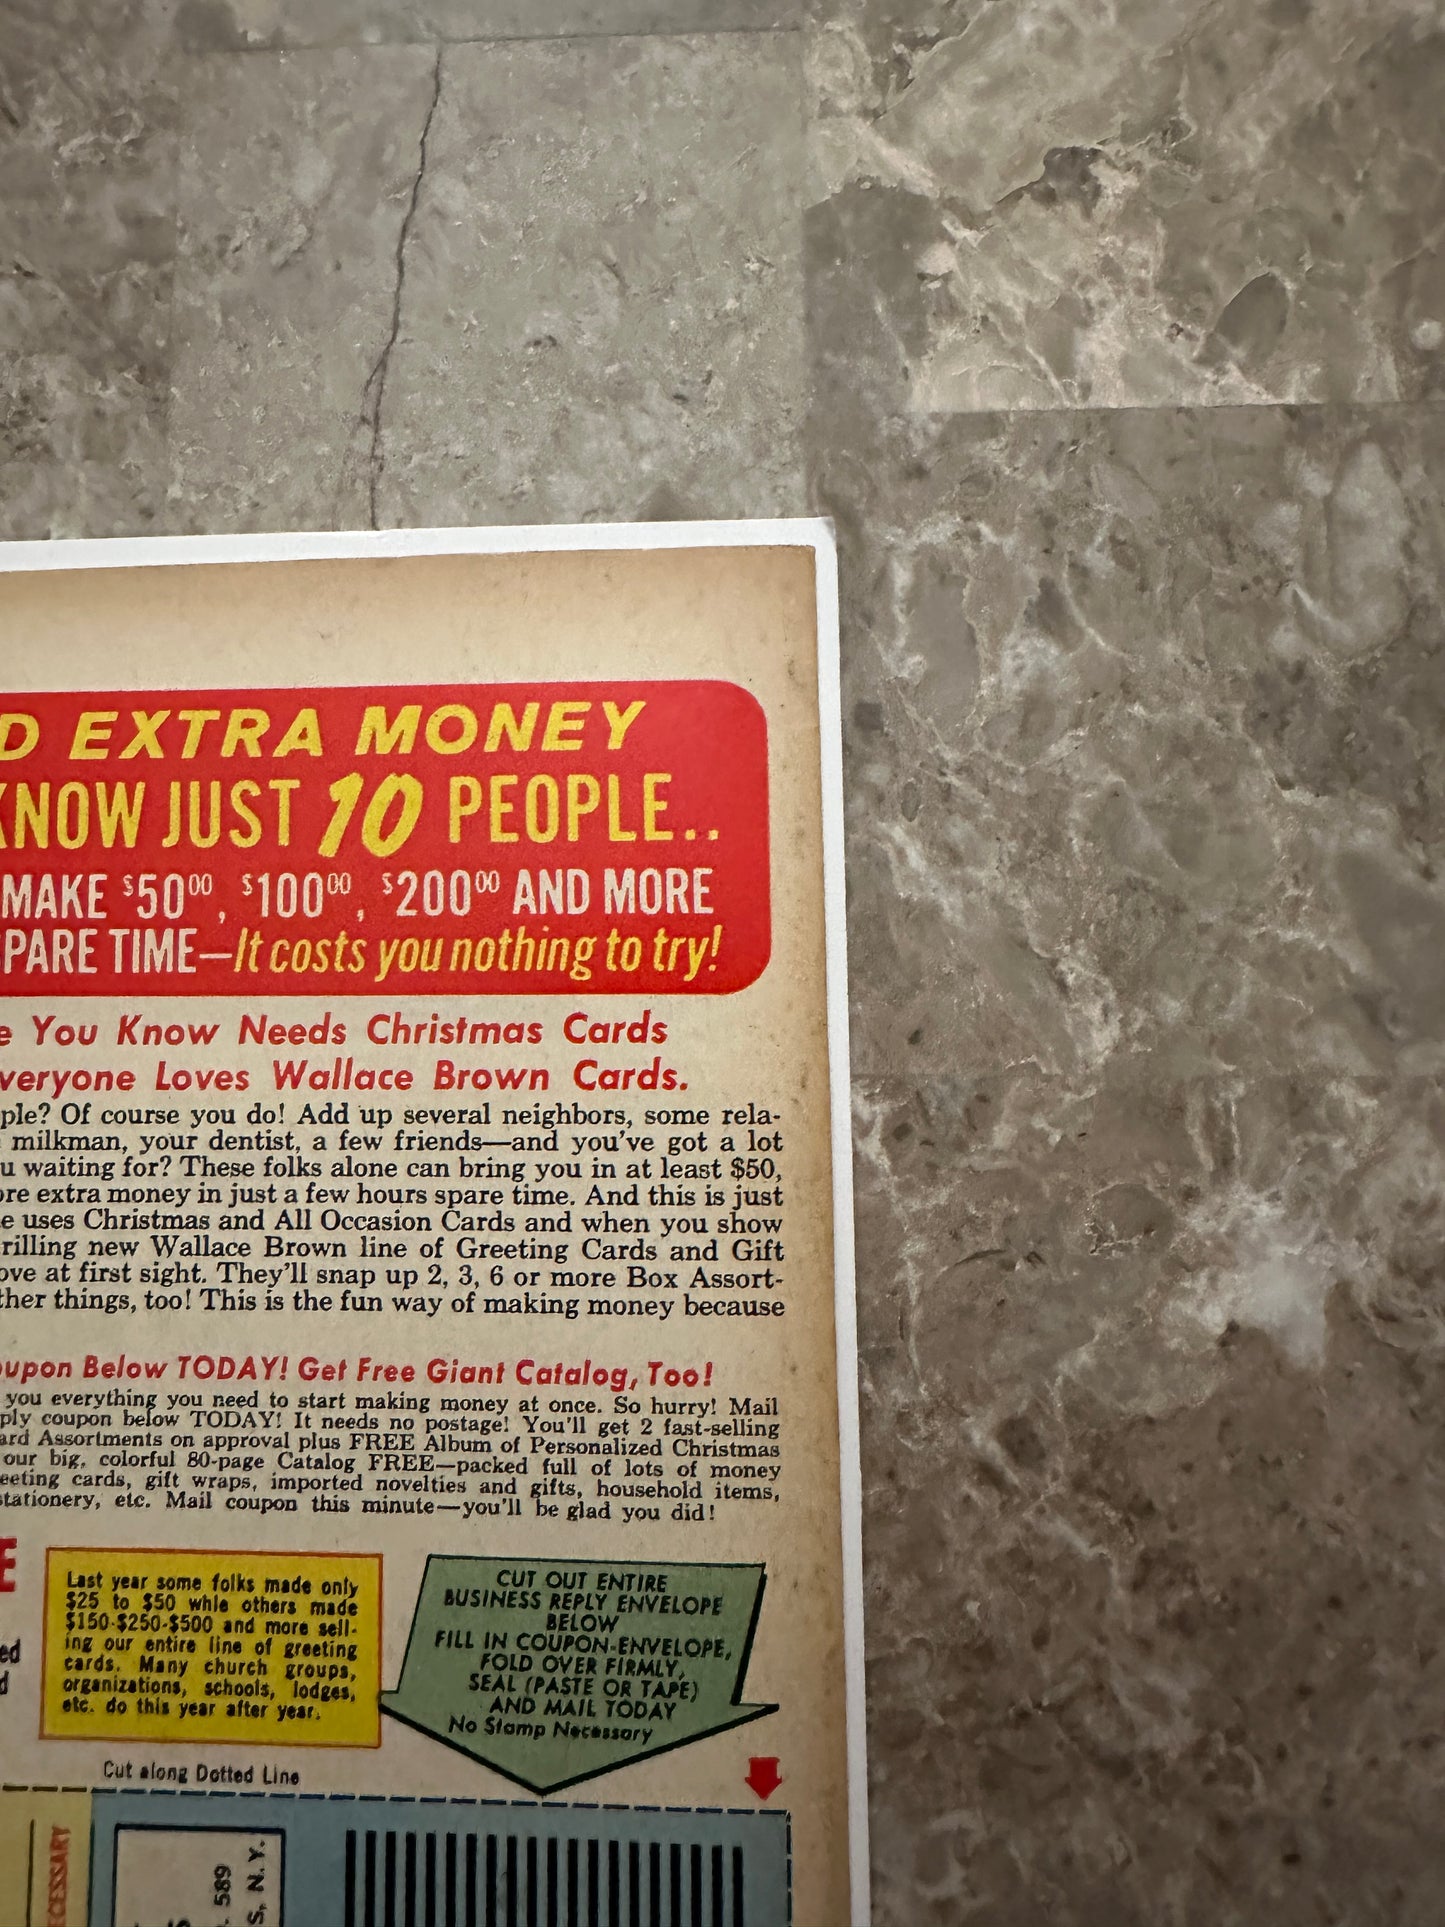 D EXTRA MONEY
KNOW JUST 10 PEOPLE..
MAKE $50.00, $100.00, $200.00 AND MORE
SPARE TIME—It costs you nothing to try!
e You Know Needs Christmas Cards
veryone Loves Wallace Brown Cards.
ple? Of course you do! Add up several neighbors, some rela-
milkman, your dentist, a few friends—and you've got a lot
u waiting for? These folks alone can bring you in at least $50,
ore extra money in just a few hours spare time. And this is just
e uses Christmas and All Occasion Cards and when you show
rilling new Wallace Brown line of Greeting Cards and Gift
ove at first sight. They'll snap up 2, 3, 6 or more Box Assort-
ther things, too! This is the fun way of making money because
oupon Below TODAY! Get Free Giant Catalog, Too!
you everything you need to start making money at once. So hurry! Mail
ply coupon below TODAY! It needs no postage! You'll get 2 fast-selling
ard Assortments on approval plus FREE Album of Personalized Christmas
our big, colorful 80-page Catalog FREE—packed full of lots of money
eeting cards, gift wraps, imported novelties and gifts, household items,
stationery, etc. Mail coupon this minute—you'll be glad you did!
E
ed
d
Last year some folks made only
$25 to $50 whle others made
$150-$250-$500 and more sell-
ing our entire line of greeting
cards. Many church groups,
organizations, schools, lodges,
etc. do this year after year.
CUT OUT ENTIRE
BUSINESS REPLY ENVELOPE
BELOW
FILL IN COUPON-ENVELOPE,
FOLD OVER FIRMLY,
SEAL (PASTE OR TAPE)
AND MAIL TODAY
No Stamp Necessary
Cut along Dotted Line
CESSARY
. 589
S, N. Y.